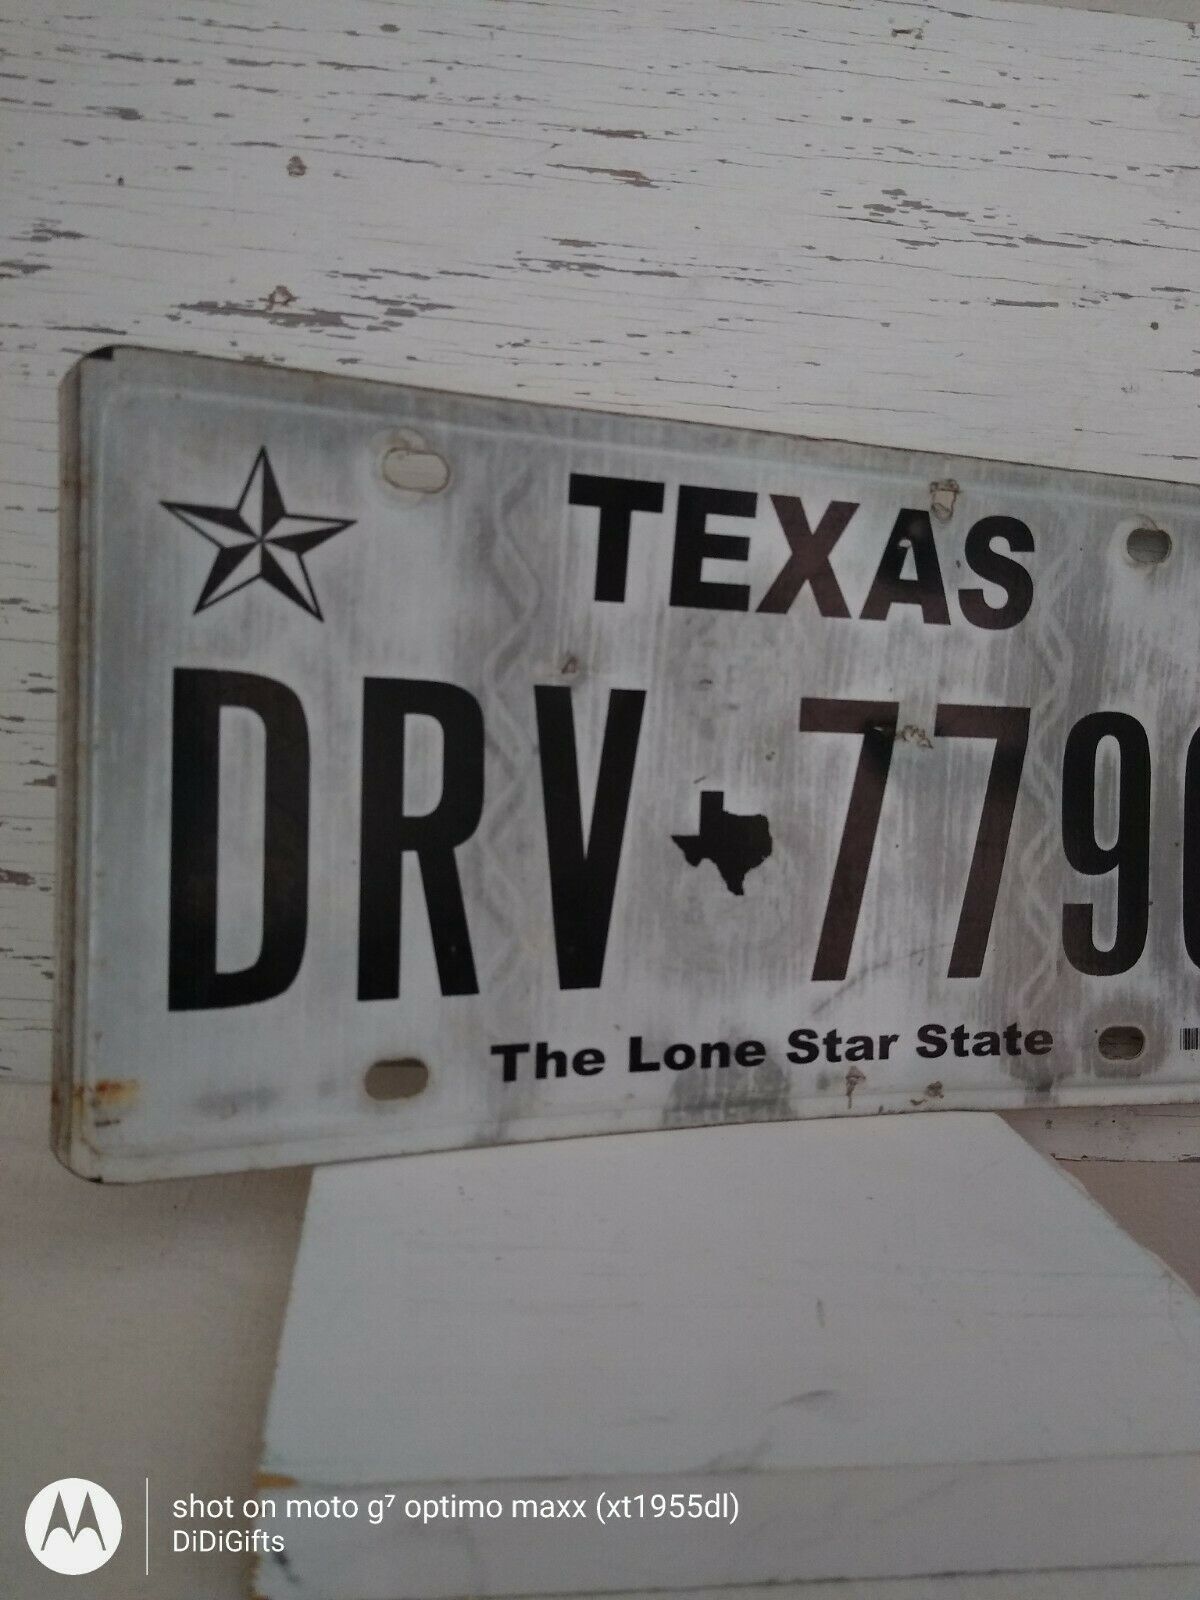 TEXAS
DRV 779
The Lone Star State
shot on moto g⁷ optimo maxx (xt1955dl)
DiDiGifts